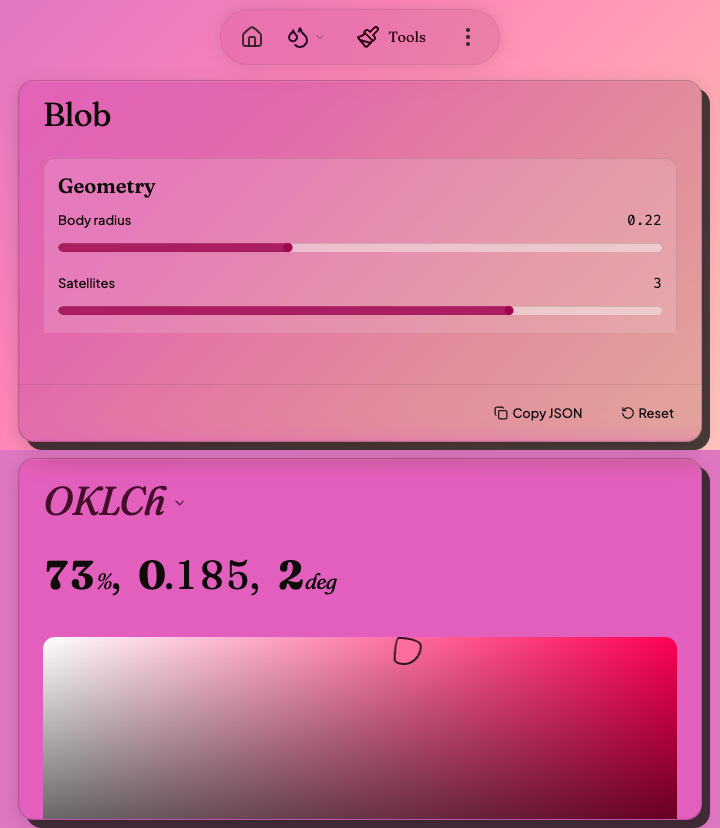 Tools
Blob
Geometry
Body radius 0.22
Satellites 3
Copy JSON Reset
OKLCh
73%, 0.185, 2deg